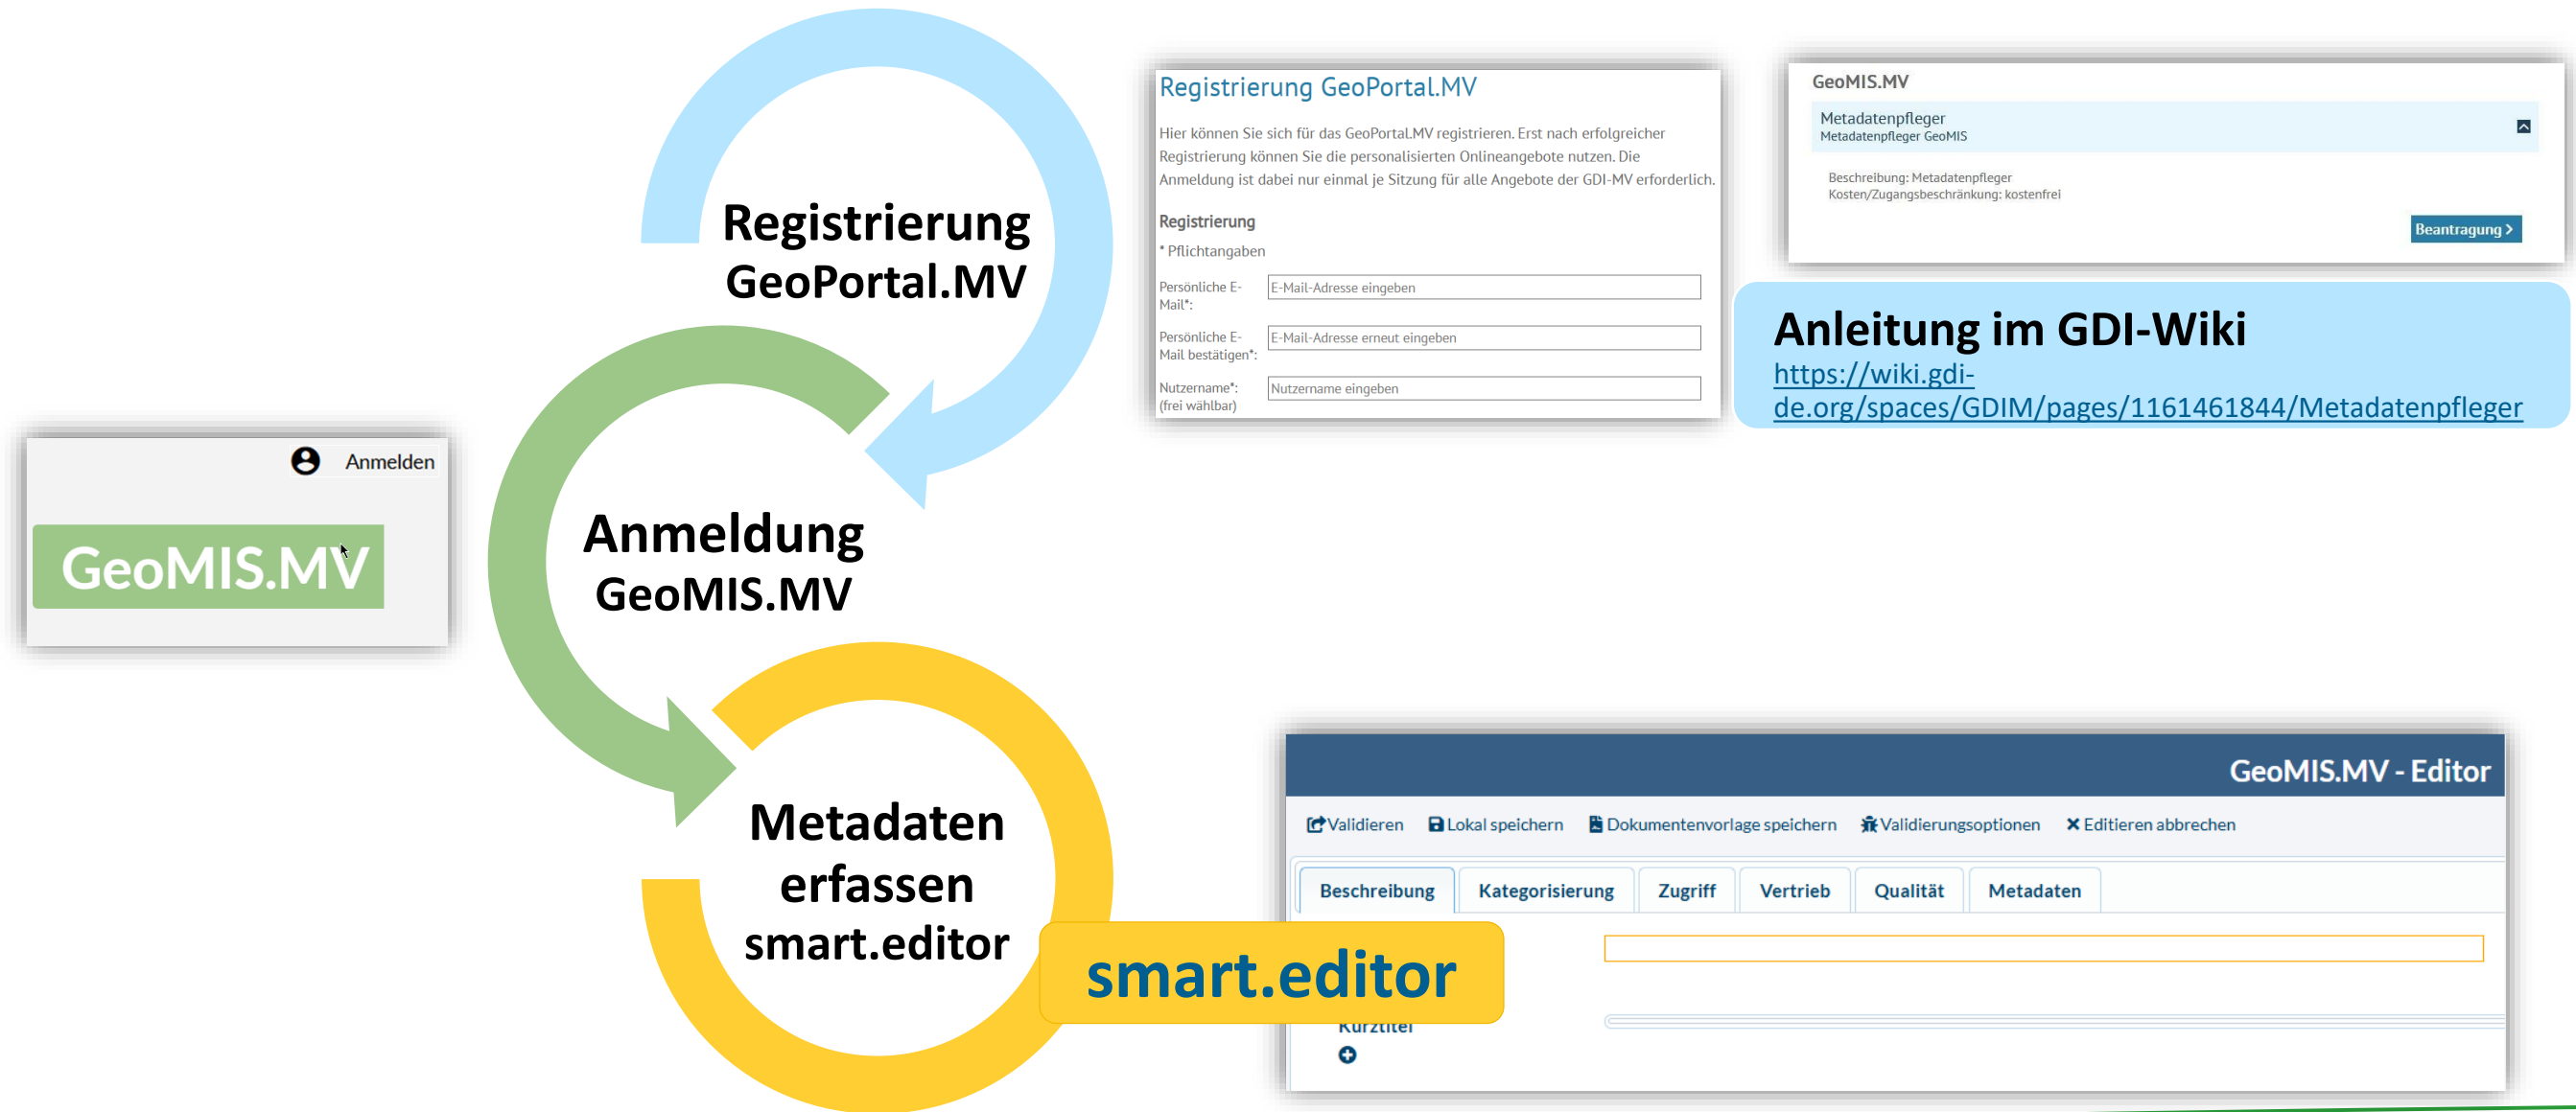 Registrierung
GeoPortal.MV
Registrierung GeoPortal.MV
Hier können Sie sich für das GeoPortal.MV registrieren. Erst nach erfolgreicher
Registrierung können Sie die personalisierten Onlineangebote nutzen. Die
Anmeldung ist dabei nur einmal je Sitzung für alle Angebote der GDI-MV erforderlich.
Registrierung
* Pflichtangaben
Persönliche E-
Mail*:
E-Mail-Adresse eingeben
Persönliche E-
Mail bestätigen*:
E-Mail-Adresse erneut eingeben
Nutzername*:
(frei wählbar)
Nutzername eingeben
GeoMIS.MV
Metadatenpfleger
Metadatenpfleger GeoMIS
Beschreibung: Metadatenpfleger
Kosten/Zugangsbeschränkung: kostenfrei
Beantragung >
Anleitung im GDI-Wiki
https://wiki.gdi-
de.org/spaces/GDIM/pages/1161461844/Metadatenpfleger
Anmelden
GeoMIS.MV
Anmeldung
GeoMIS.MV
Metadaten
erfassen
smart.editor
smart.editor
GeoMIS.MV - Editor
Validieren Lokal speichern Dokumentenvorlage speichern Validierungsoptionen Editieren abbrechen
Beschreibung Kategorisierung Zugriff Vertrieb Qualität Metadaten
Kurztitel